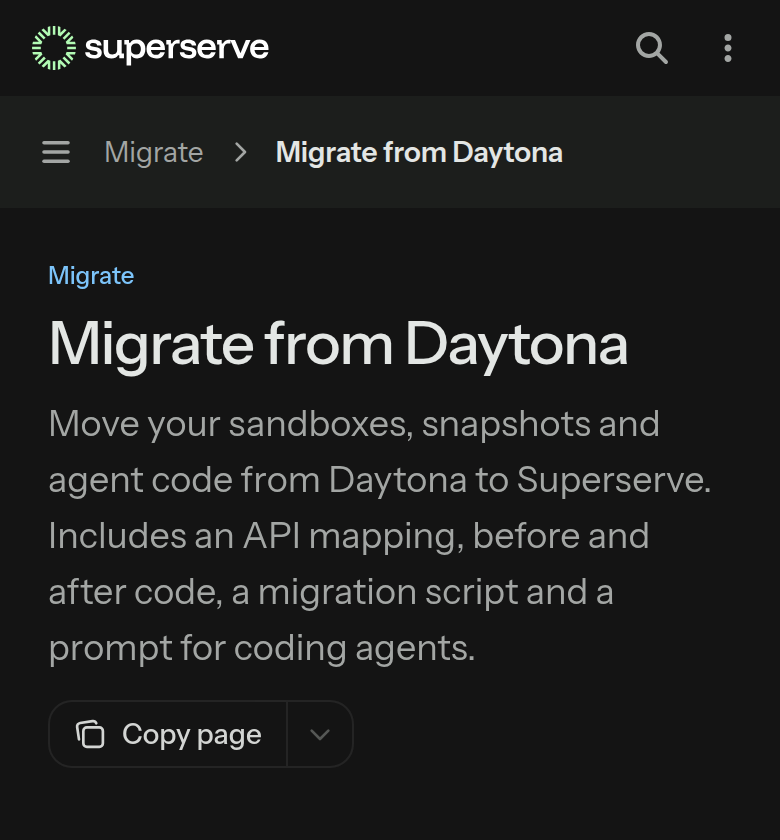 superserve
Migrate > Migrate from Daytona
Migrate
Migrate from Daytona
Move your sandboxes, snapshots and
agent code from Daytona to Superserve.
Includes an API mapping, before and
after code, a migration script and a
prompt for coding agents.
Copy page